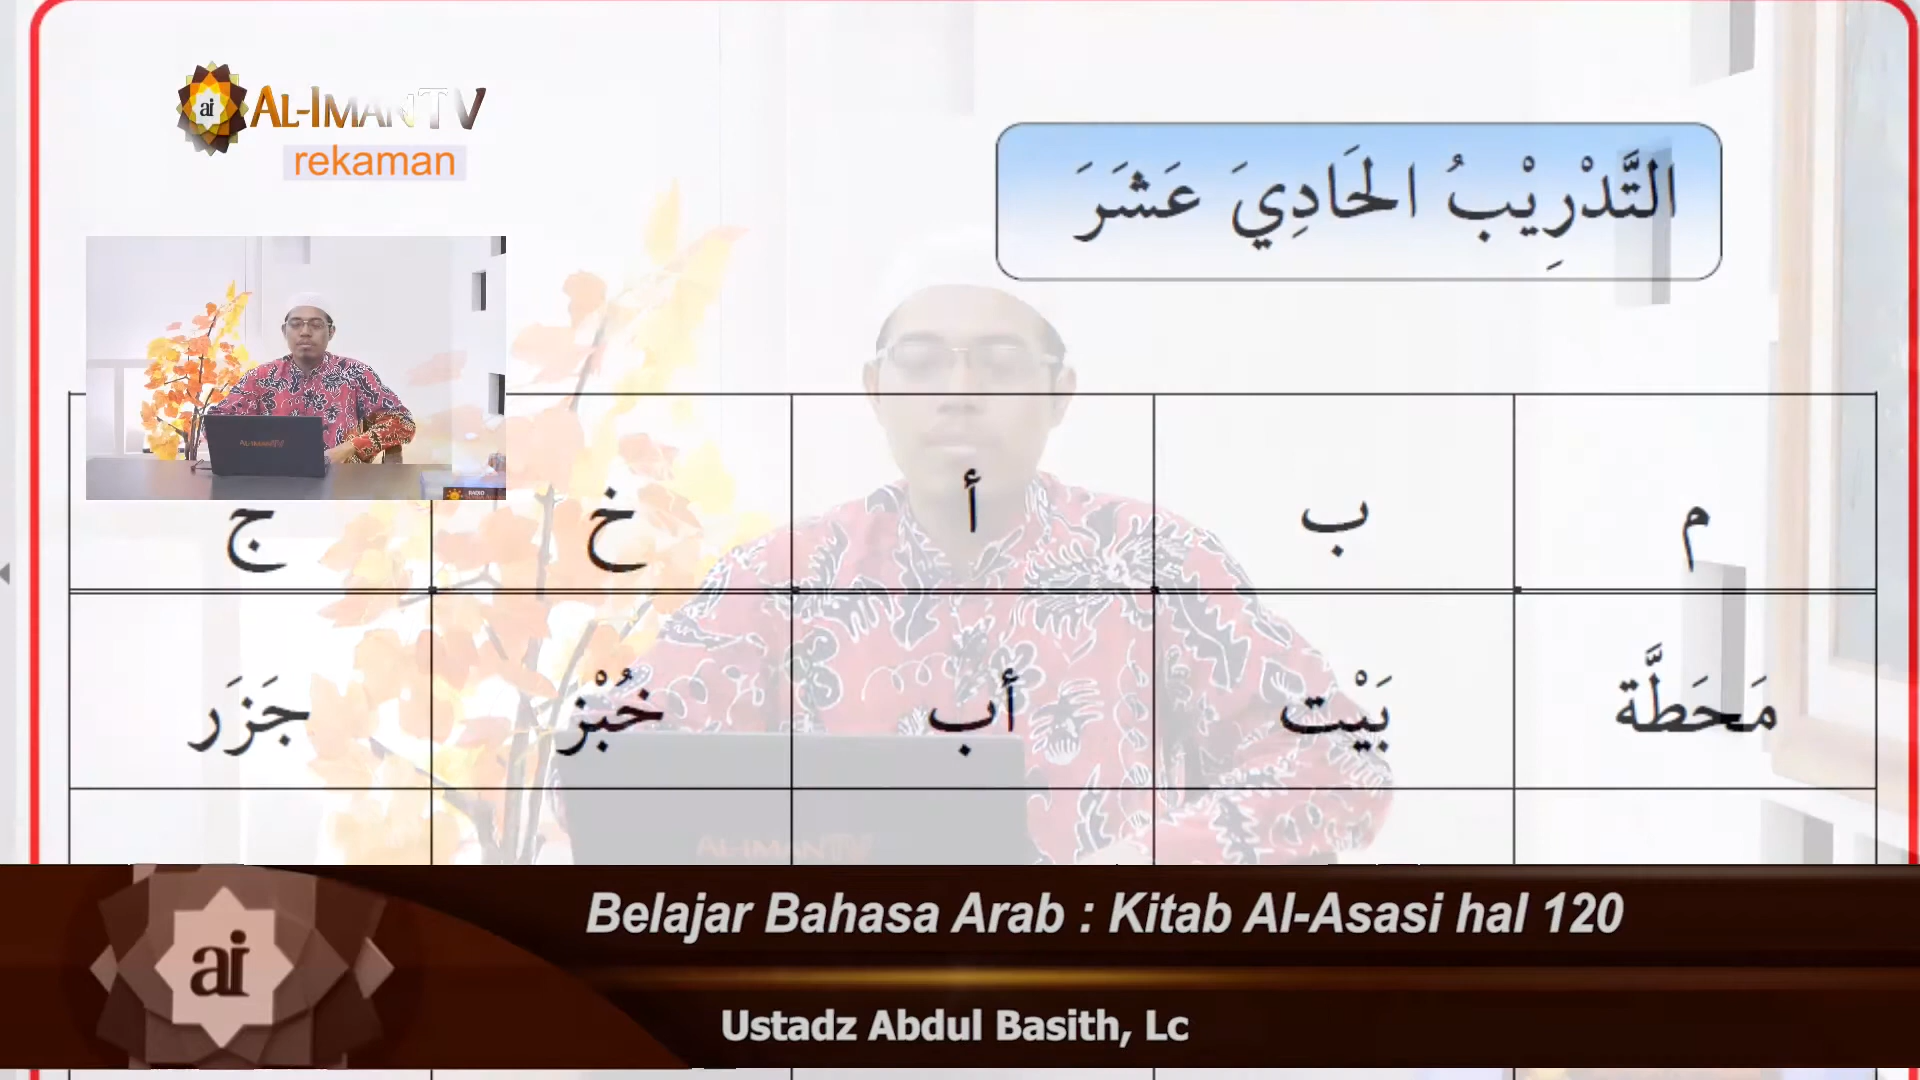 AL-IMANTV
rekaman
التَّدْرِيْبُ الحَادِيَ عَشَرَ
م ب أ خ ج
مَحَطَّة بَيْت أب خُبْز جَزَر
Belajar Bahasa Arab : Kitab Al-Asasi hal 120
ai
Ustadz Abdul Basith, Lc